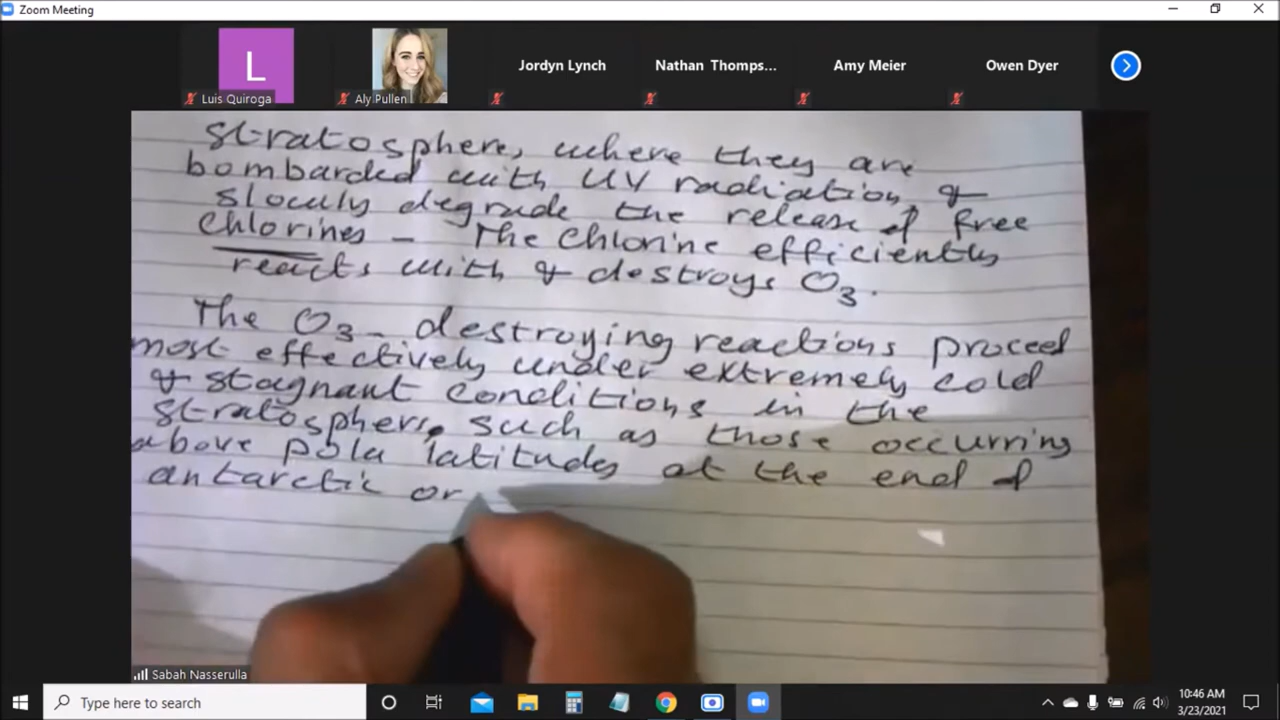 Zoom Meeting
L
Luis Quiroga
Aly Pullen
Jordyn Lynch
Nathan Thomps...
Amy Meier
Owen Dyer
stratosphere, where they are
bombarded with UV radiation, &
slowly degrade the release of free
Chlorines - The Chlorine efficiently
reacts with & destroys O3.
The O3- destroying reactions proceed
most effectively under extremely cold
& stagnant conditions in the
stratosphers, such as those occurring
above pola latitudes at the end of
antarctic or
Sabah Nasserulla
Type here to search
10:46 AM
3/23/2021